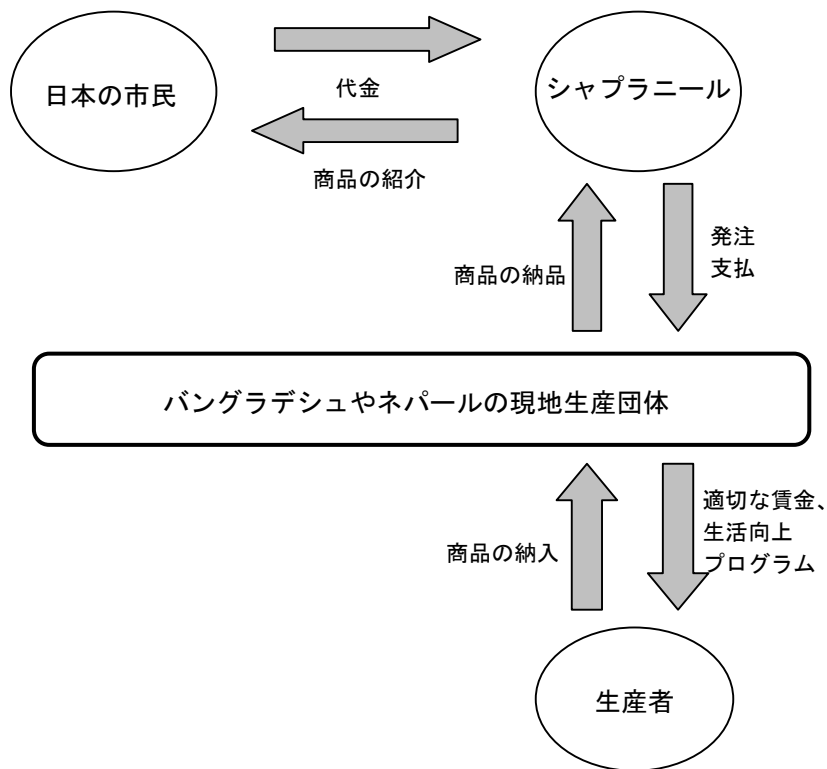 日本の市民
代金
シャプラニール
商品の紹介
商品の納品
発注
支払
バングラデシュやネパールの現地生産団体
商品の納入
適切な賃金、
生活向上
プログラム
生産者